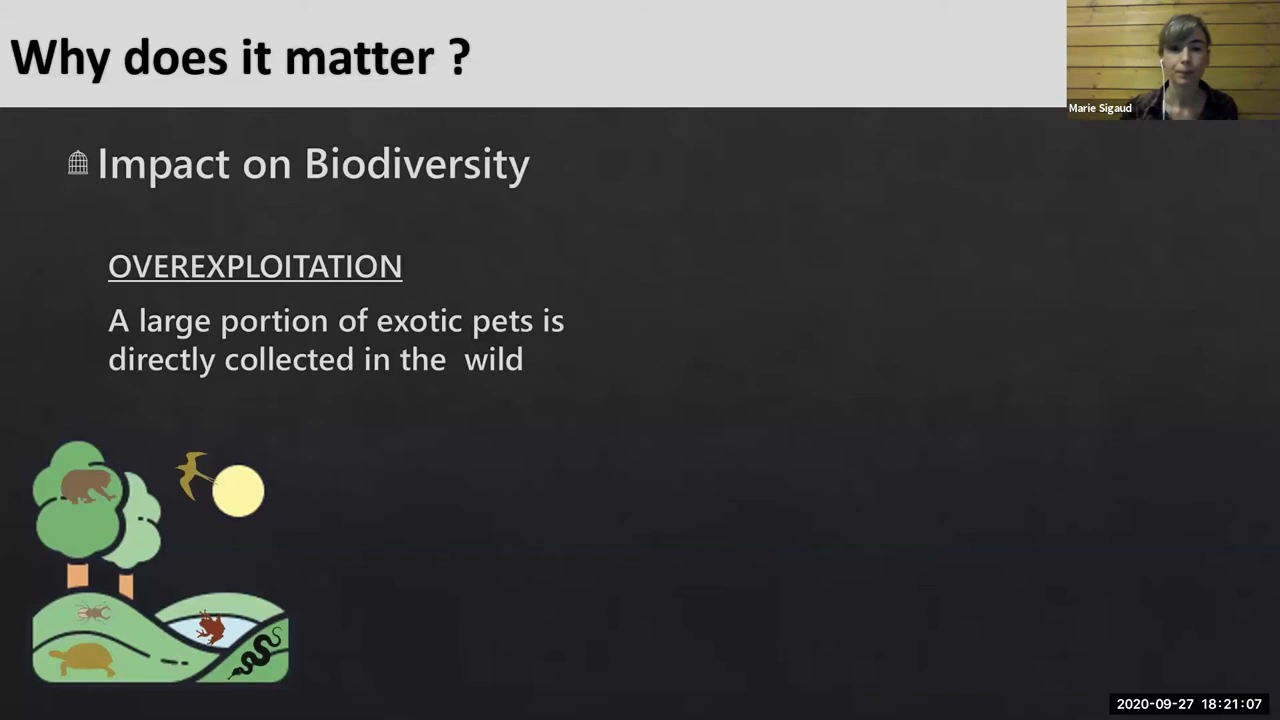 Why does it matter ?
Marie Sigaud
Impact on Biodiversity
OVEREXPLOITATION
A large portion of exotic pets is
directly collected in the  wild
2020-09-27 18:21:07